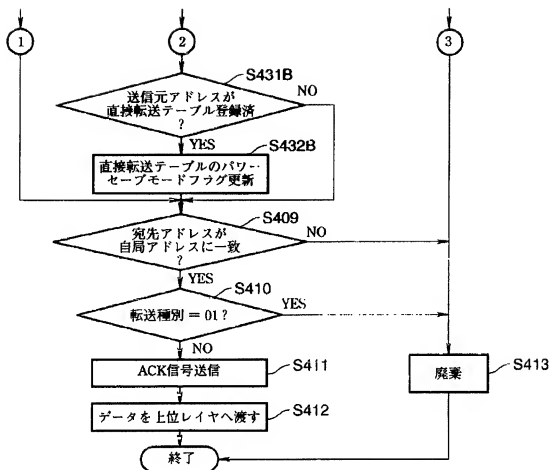 1
2
3
S431B
送信元アドレスが
直接転送テーブル登録済
?
NO
YES
S432B
直接転送テーブルのパワー
セーブモードフラグ更新
S409
宛先アドレスが
自局アドレスに一致
?
NO
YES
S410
転送種別=01?
YES
NO
ACK信号送信
S411
廃棄
S413
データを上位レイヤへ渡す
S412
終了